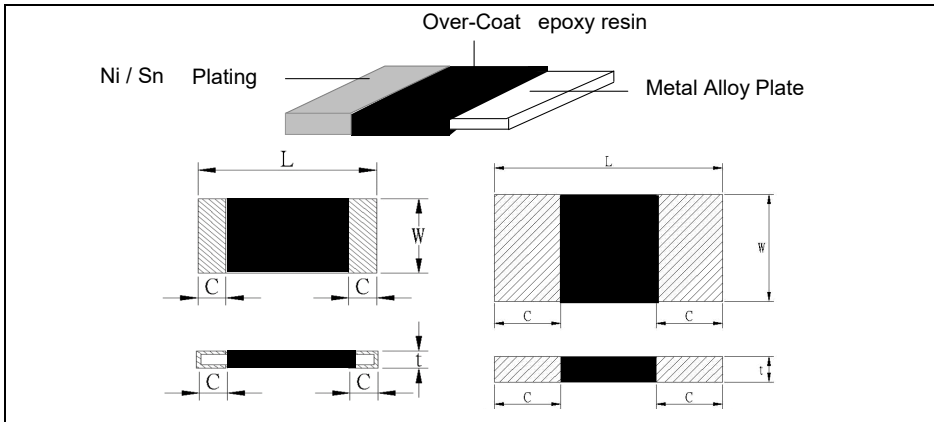 Over-Coat epoxy resin
Ni / Sn Plating
Metal Alloy Plate
L
W
C C
t
C C
L
W
C C
t
C C